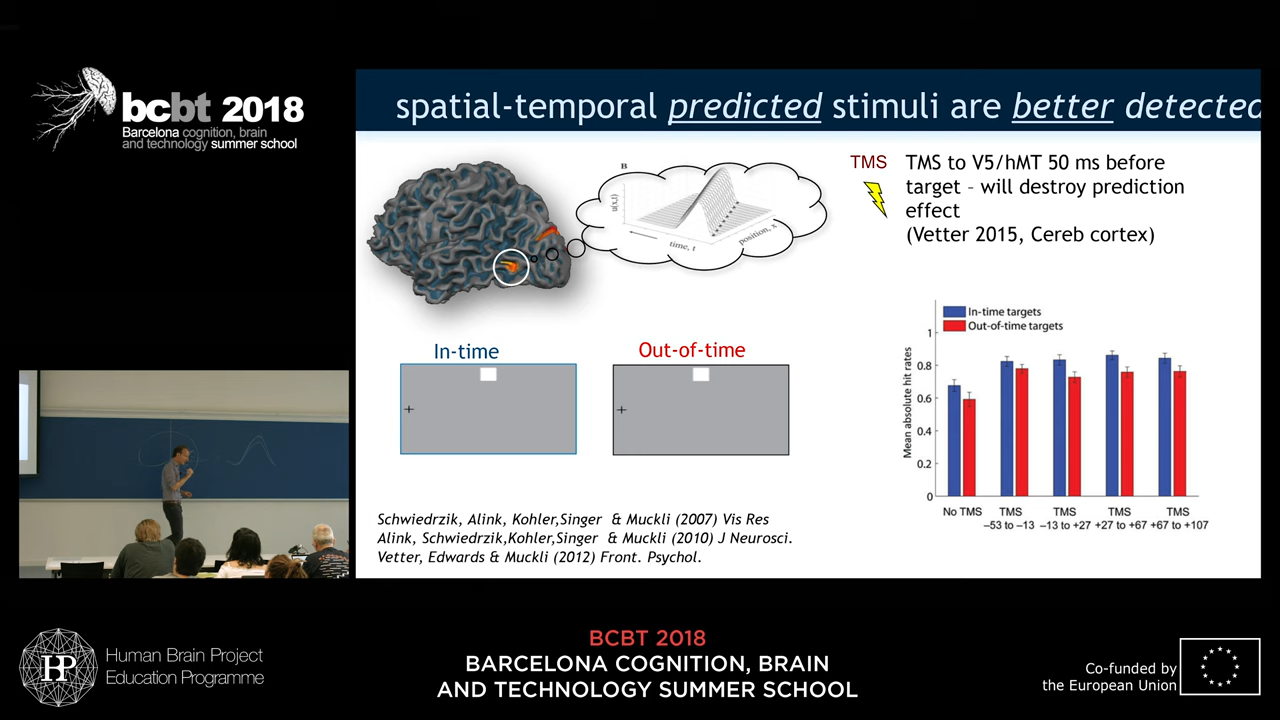 bcbt 2018
Barcelona cognition, brain
and technology summer school
spatial-temporal predicted stimuli are better detected
B
u(x,t)
time, t
position, x
TMS
TMS to V5/hMT 50 ms before
target – will destroy prediction
effect
(Vetter 2015, Cereb cortex)
In-time
Out-of-time
In-time targets
Out-of-time targets
Mean absolute hit rates
1
0.8
0.6
0.4
0.2
0
No TMS
TMS
–53 to –13
TMS
–13 to +27
TMS
+27 to +67
TMS
+67 to +107
Schwiedrzik, Alink, Kohler,Singer & Muckli (2007) Vis Res
Alink, Schwiedrzik,Kohler,Singer & Muckli (2010) J Neurosci.
Vetter, Edwards & Muckli (2012) Front. Psychol.
HP
Human Brain Project
Education Programme
BCBT 2018
BARCELONA COGNITION, BRAIN
AND TECHNOLOGY SUMMER SCHOOL
Co-funded by
the European Union